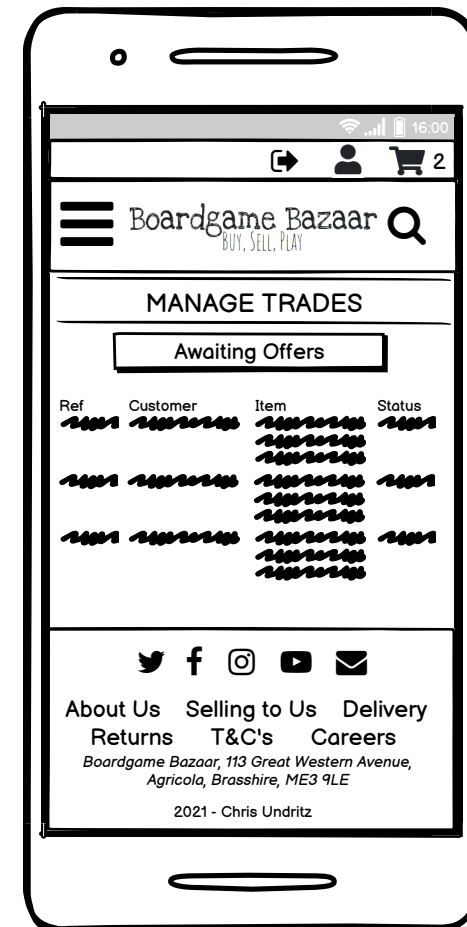 16:00
2
Boardgame Bazaar
BUY, SELL, PLAY
MANAGE TRADES
Awaiting Offers
Ref Customer Item Status
About Us Selling to Us Delivery
Returns T&C's Careers
Boardgame Bazaar, 113 Great Western Avenue,
Agricola, Brasshire, ME3 9LE
2021 - Chris Undritz